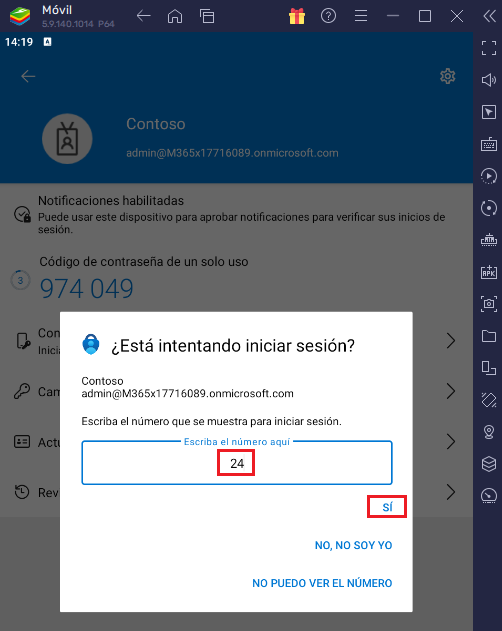 Móvil
5.9.140.1014 P64
14:19 A
Contoso
admin@M365x17716089.onmicrosoft.com
Notificaciones habilitadas
Puede usar este dispositivo para aprobar notificaciones para verificar sus inicios de
sesión.
Código de contraseña de un solo uso
3
974 049
Con
Inicia
Cam
Actu
Rev
¿Está intentando iniciar sesión?
Contoso
admin@M365x17716089.onmicrosoft.com
Escriba el número que se muestra para iniciar sesión.
Escriba el número aquí
24
SÍ
NO, NO SOY YO
NO PUEDO VER EL NÚMERO
RPK